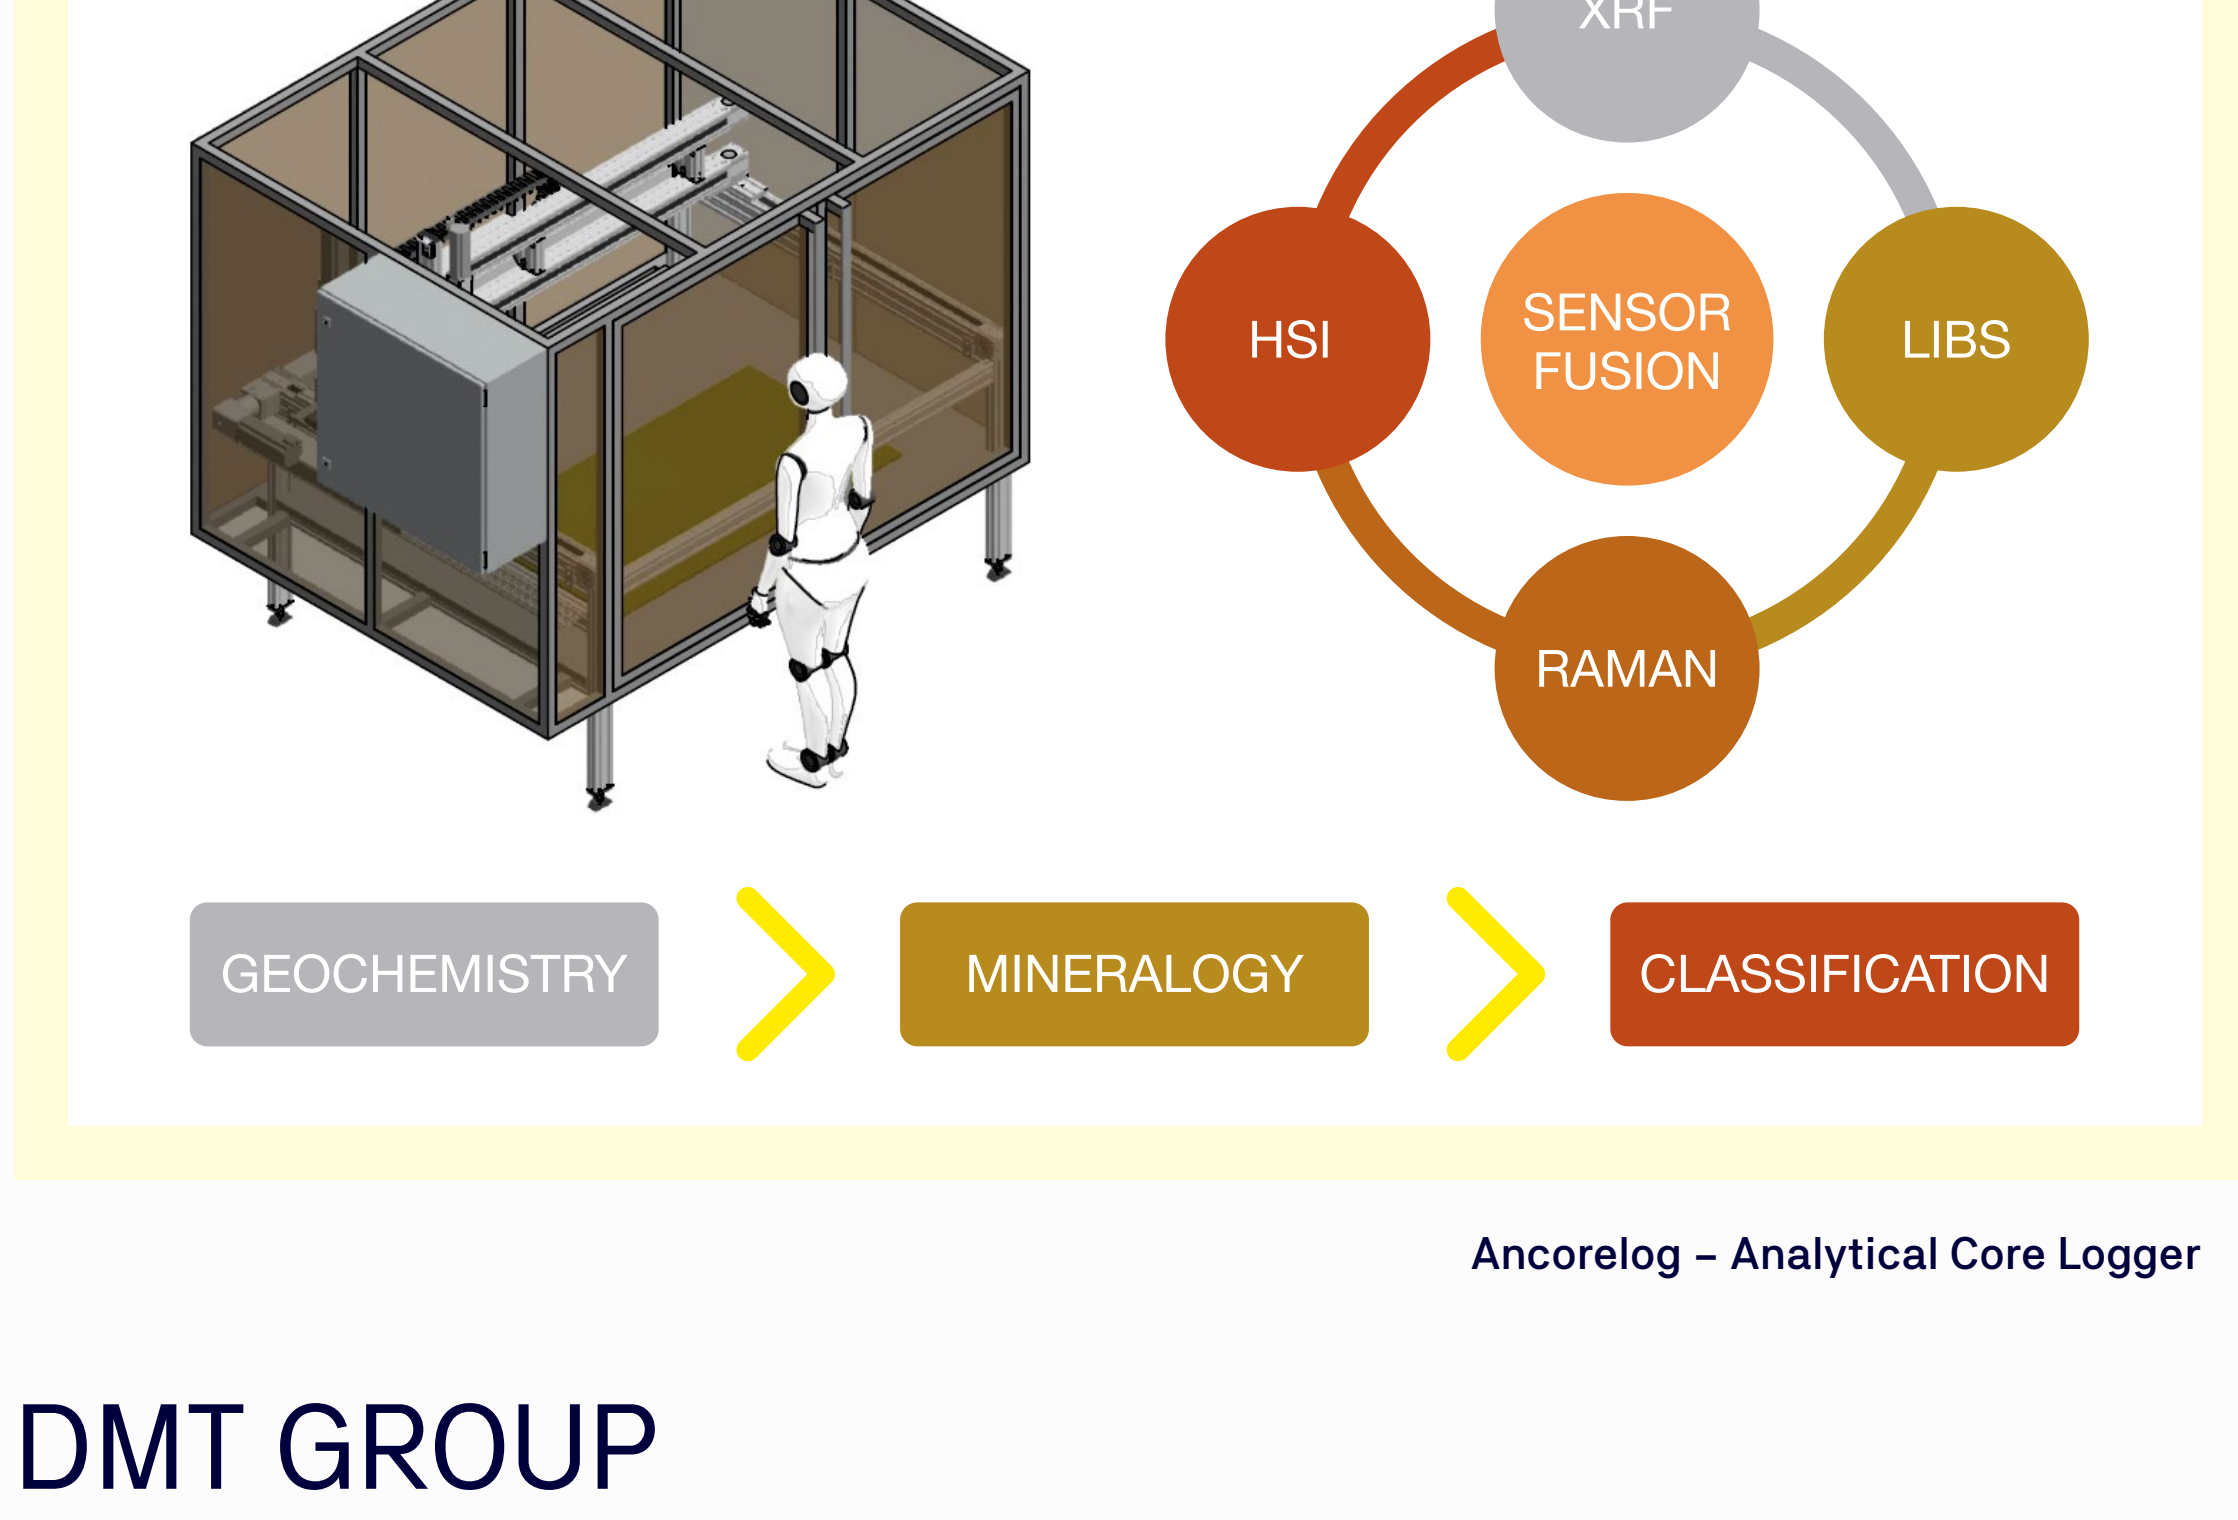 XRF
HSI
SENSOR
FUSION
LIBS
RAMAN
GEOCHEMISTRY
MINERALOGY
CLASSIFICATION
Ancorelog – Analytical Core Logger
DMT GROUP